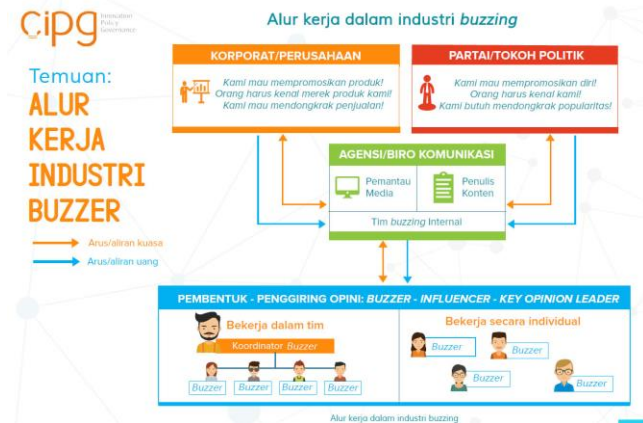 cipg
Innovation
Policy
Governance
Alur kerja dalam industri buzzing
Temuan:
ALUR
KERJA
INDUSTRI
BUZZER
Arus/aliran kuasa
Arus/aliran uang
KORPORAT/PERUSAHAAN
Kami mau mempromosikan produk!
Orang harus kenal merek produk kami!
Kami mau mendongkrak penjualan!
PARTAI/TOKOH POLITIK
Kami mau mempromosikan diri!
Orang harus kenal kami!
Kami butuh mendongkrak popularitas!
AGENSI/BIRO KOMUNIKASI
Pemantau
Media
Penulis
Konten
Tim buzzing Internal
PEMBENTUK - PENGGIRING OPINI: BUZZER - INFLUENCER - KEY OPINION LEADER
Bekerja dalam tim
Koordinator Buzzer
Buzzer
Buzzer
Buzzer
Buzzer
Bekerja secara individual
Buzzer
Buzzer
Buzzer
Buzzer
Alur kerja dalam industri buzzing